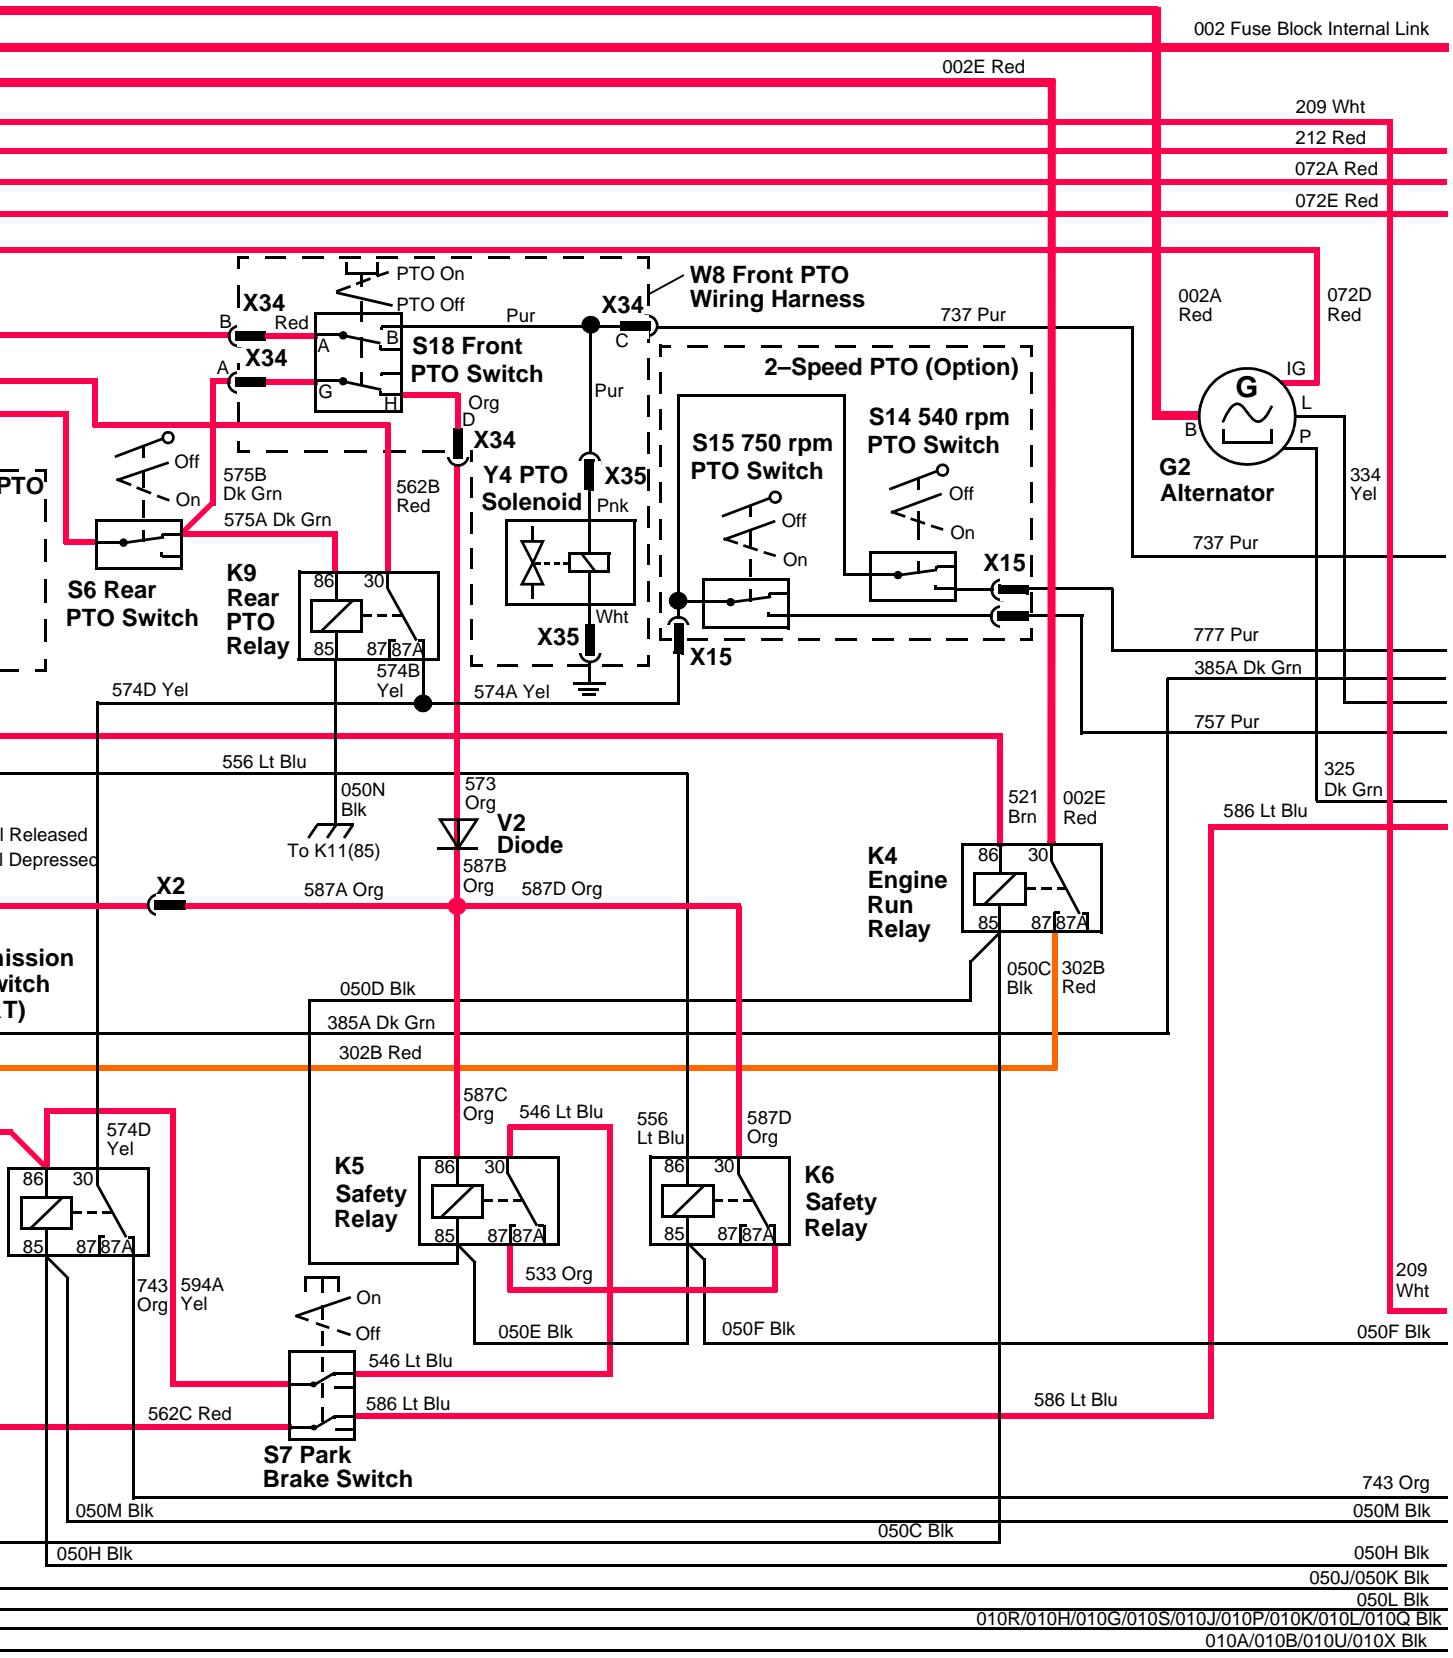 002 Fuse Block Internal Link
002E Red
209 Wht
212 Red
072A Red
072E Red
PTO On
PTO Off
W8 Front PTO
Wiring Harness
X34
B
Red
A
B
Pur
X34
C
737 Pur
002A
Red
072D
Red
X34
A
G
H
S18 Front
PTO Switch
2–Speed PTO (Option)
IG
G
L
B
P
G2
Alternator
334
Yel
Org
D
X34
Pur
S14 540 rpm
PTO Switch
S15 750 rpm
PTO Switch
Off
On
575B
Dk Grn
562B
Red
Y4 PTO
Solenoid
X35
Pnk
Off
On
Off
On
PTO
575A Dk Grn
737 Pur
S6 Rear
PTO Switch
K9
Rear
PTO
Relay
86
30
85
87
87A
Wht
X35
X15
X15
777 Pur
385A Dk Grn
574D Yel
574B
Yel
574A Yel
757 Pur
556 Lt Blu
050N
Blk
573
Org
521
Brn
002E
Red
325
Dk Grn
586 Lt Blu
l Released
l Depressed
To K11(85)
V2
Diode
K4
Engine
Run
Relay
86
30
85
87
87A
X2
587A Org
587B
Org
587D Org
nission
witch
T)
050D Blk
050C
Blk
302B
Red
385A Dk Grn
302B Red
587C
Org
546 Lt Blu
556
Lt Blu
587D
Org
574D
Yel
86
30
85
87
87A
K5
Safety
Relay
86
30
85
87
87A
86
30
85
87
87A
K6
Safety
Relay
743
Org
594A
Yel
533 Org
209
Wht
On
Off
050E Blk
050F Blk
050F Blk
546 Lt Blu
586 Lt Blu
586 Lt Blu
562C Red
S7 Park
Brake Switch
743 Org
050M Blk
050M Blk
050C Blk
050H Blk
050H Blk
050J/050K Blk
050L Blk
010R/010H/010G/010S/010J/010P/010K/010L/010Q Blk
010A/010B/010U/010X Blk